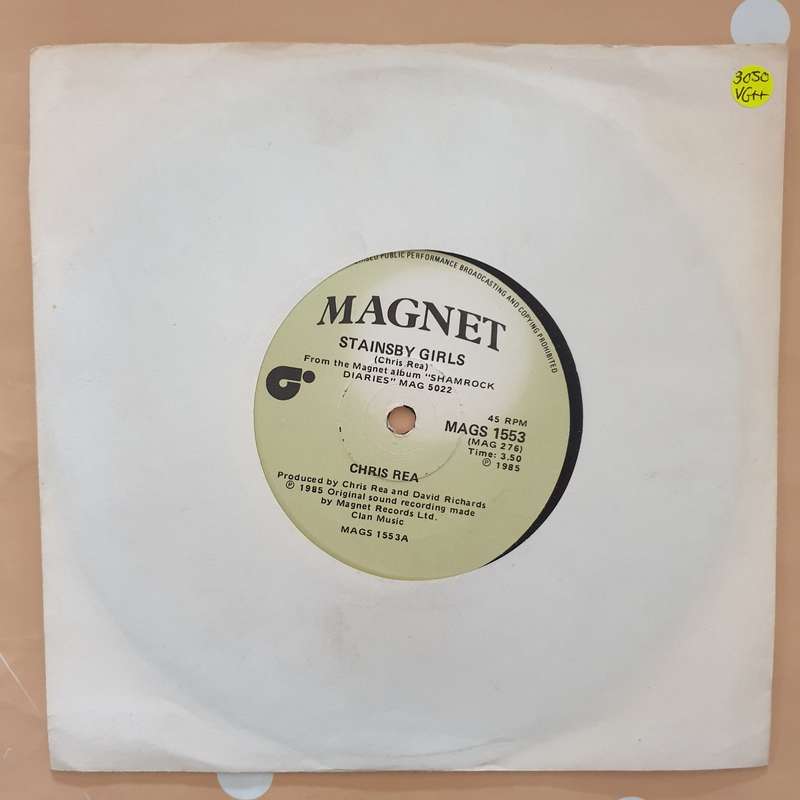 3050
VG++
PUBLIC PERFORMANCE BROADCASTING AND COPYING PROHIBITED
MAGNET
STAINSBY GIRLS
(Chris Rea)
From the Magnet album "SHAMROCK
DIARIES" MAG 5022
45 RPM
MAGS 1553
(MAG 276)
Time: 3.50
℗ 1985
CHRIS REA
Produced by Chris Rea and David Richards
℗ 1985 Original sound recording made
by Magnet Records Ltd.
Clan Music
MAGS 1553A